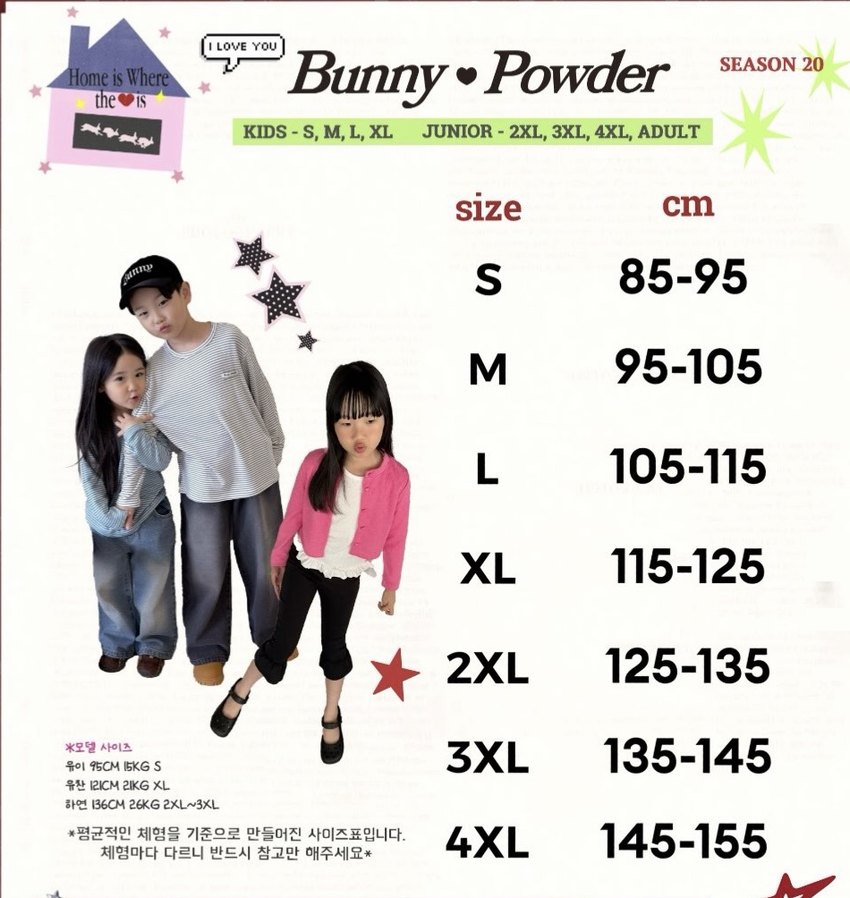 I LOVE YOU
Home is Where
the ❤ is
Bunny ♥ Powder
SEASON 20
KIDS - S, M, L, XL JUNIOR - 2XL, 3XL, 4XL, ADULT
size cm
S 85-95
M 95-105
L 105-115
XL 115-125
2XL 125-135
3XL 135-145
4XL 145-155
Bunny
*모델 사이즈
유이 95CM 15KG S
유찬 121CM 21KG XL
하연 136CM 26KG 2XL~3XL
*평균적인 체형을 기준으로 만들어진 사이즈표입니다.
체형마다 다르니 반드시 참고만 해주세요*